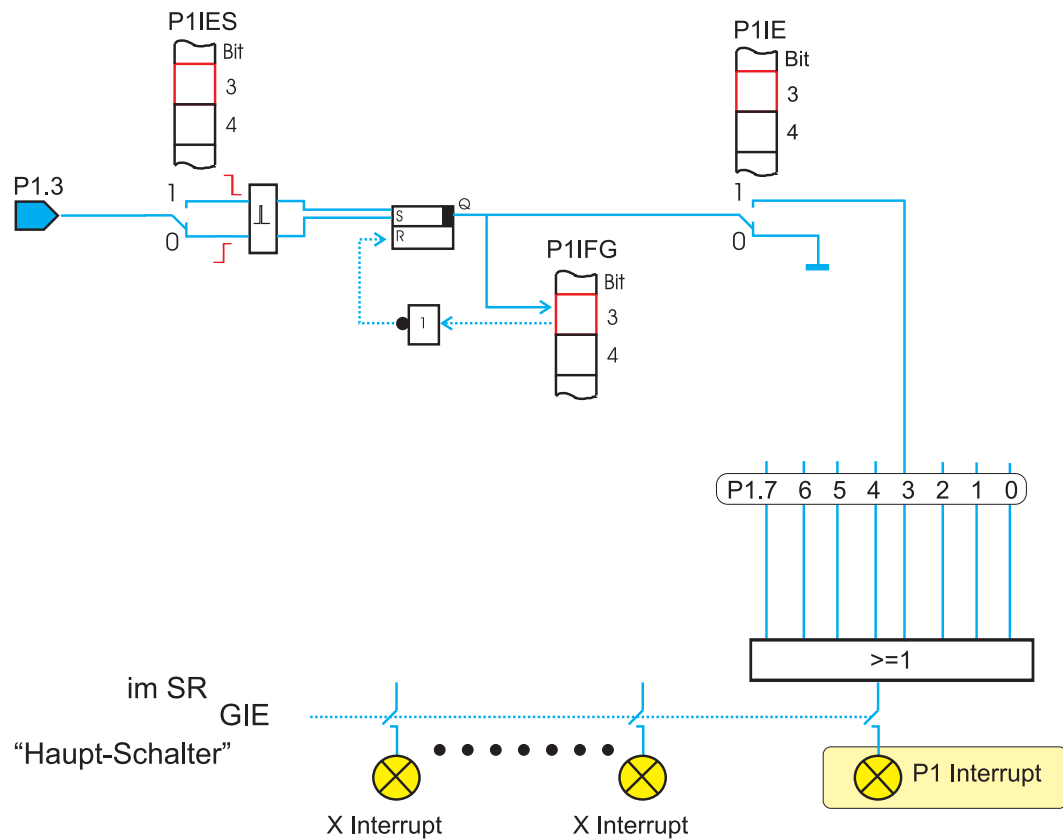 P1IES
Bit
3
4
P1IE
Bit
3
4
P1.3
1
0
S
R
Q
1
0
P1IFG
Bit
3
4
1
P1.7 6 5 4 3 2 1 0
>=1
im SR
GIE
“Haupt-Schalter”
X Interrupt
X Interrupt
P1 Interrupt